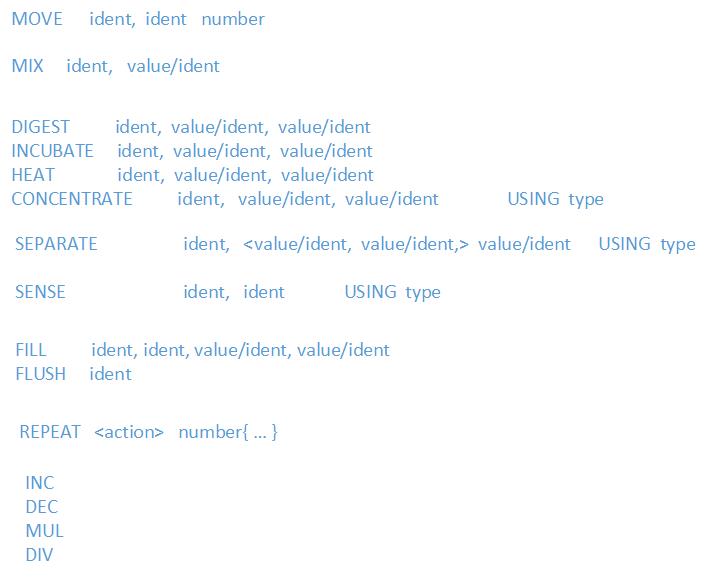 MOVE ident, ident number
MIX ident, value/ident
DIGEST ident, value/ident, value/ident
INCUBATE ident, value/ident, value/ident
HEAT ident, value/ident, value/ident
CONCENTRATE ident, value/ident, value/ident USING type
SEPARATE ident, <value/ident, value/ident,> value/ident USING type
SENSE ident, ident USING type
FILL ident, ident, value/ident, value/ident
FLUSH ident
REPEAT <action> number{ ... }
INC
DEC
MUL
DIV